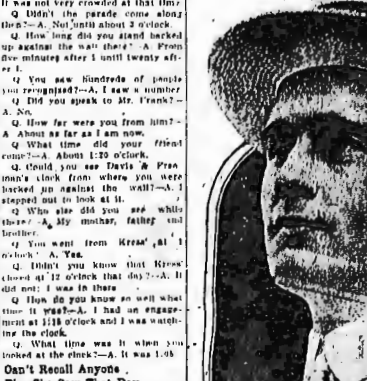 It was not very crowded at that time
Q Didn't the parade come along
then?—A. Not until about 3 o'clock.
Q. How long did you stand backed
up against the wall there? A From
five minutes after 1 until twenty aft-
er 1.
Q You saw hundreds of people
you recognized?—A, I saw a number
Q Did you speak to Mr. Frank?—
A. No.
Q. How far were you from him?—
A About as far as I am now.
Q What time did your friend
come?—A. About 1:20 o'clock.
Q. Could you see Davis & Free
man's clock from where you were
backed up against the wall?—A. I
stepped out to look at it.
Q Who else did you see while
there? A. My mother, father and
brother.
Q You went from Kress' at 1
o'clock? A. Yes.
Q. Didn't you know that Kress'
closed at 12 o'clock that day?—A. It
did not; I was in there
Q How do you know so well what
time it was?—A. I had an engage-
ment at 1:15 o'clock and I was watch-
ing the clock.
Q. What time was it when you
looked at the clock?—A. It was 1:05
Can't Recall Anyone